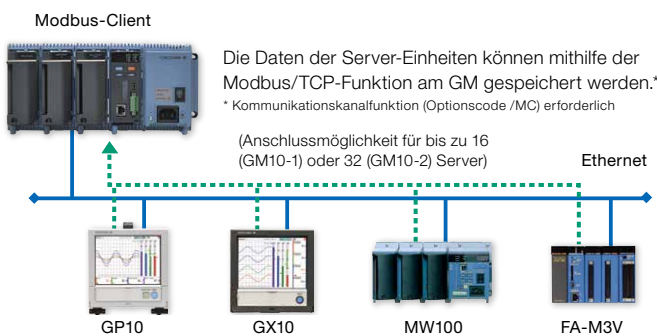 Modbus-Client
Die Daten der Server-Einheiten können mithilfe der
Modbus/TCP-Funktion am GM gespeichert werden.*
* Kommunikationskanalfunktion (Optionscode /MC) erforderlich
(Anschlussmöglichkeit für bis zu 16
(GM10-1) oder 32 (GM10-2) Server)
Ethernet
GP10
GX10
MW100
FA-M3V